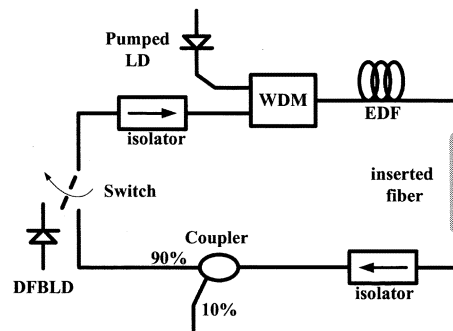 Pumped
LD
WDM
EDF
isolator
Switch
inserted
fiber
Coupler
90%
DFBLD
10%
isolator